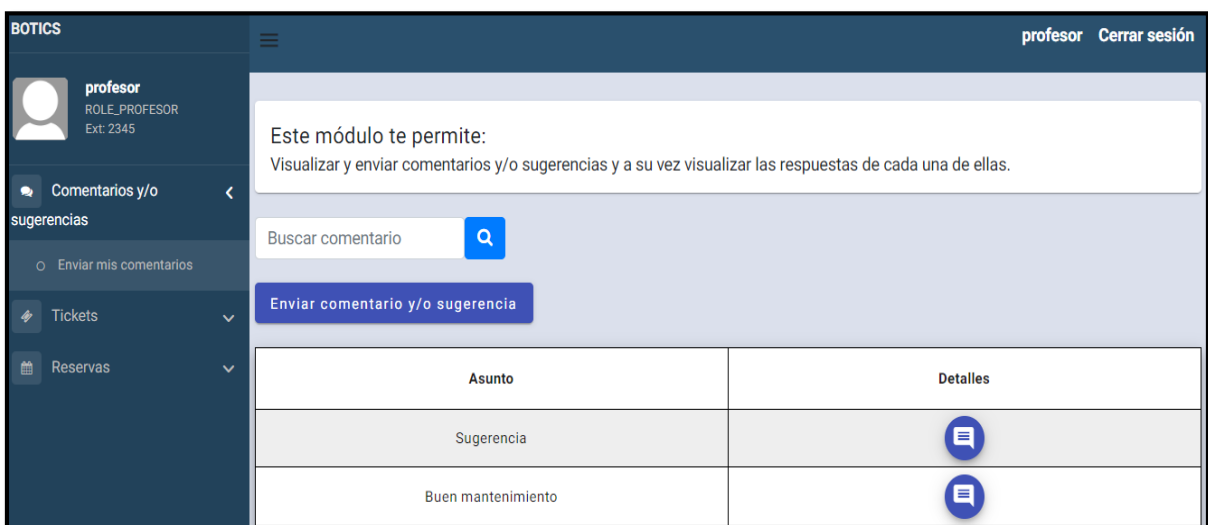 BOTICS
profesor Cerrar sesión
profesor
ROLE_PROFESOR
Ext: 2345
Comentarios y/o
sugerencias
Enviar mis comentarios
Tickets
Reservas
Este módulo te permite:
Visualizar y enviar comentarios y/o sugerencias y a su vez visualizar las respuestas de cada una de ellas.
Buscar comentario
Enviar comentario y/o sugerencia
Asunto Detalles
Sugerencia
Buen mantenimiento